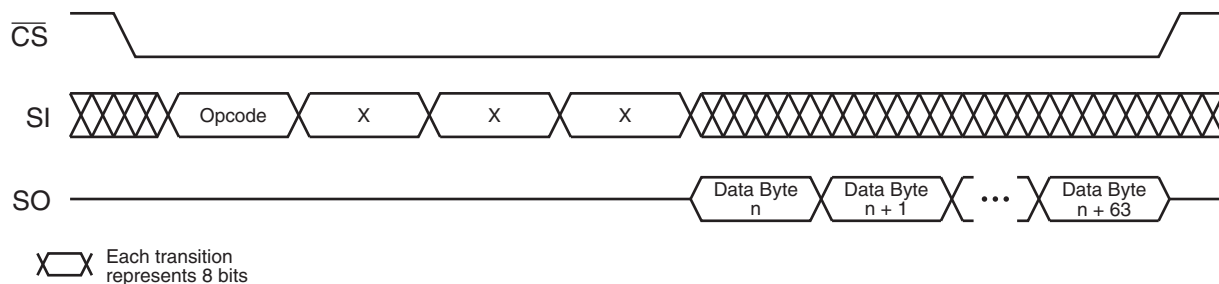 CS
SI
Opcode X X X
SO
Data Byte
n
Data Byte
n + 1
•••
Data Byte
n + 63
Each transition
represents 8 bits